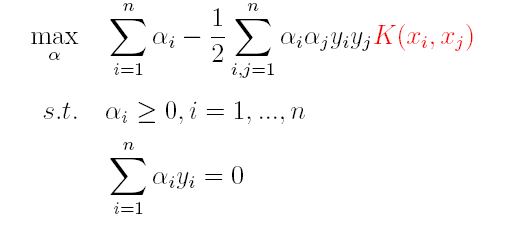 max_α ∑_{i=1}^{n} α_i − 1/2 ∑_{i,j=1}^{n} α_i α_j y_i y_j K(x_i, x_j)
s.t. α_i ≥ 0, i = 1, ..., n
∑_{i=1}^{n} α_i y_i = 0